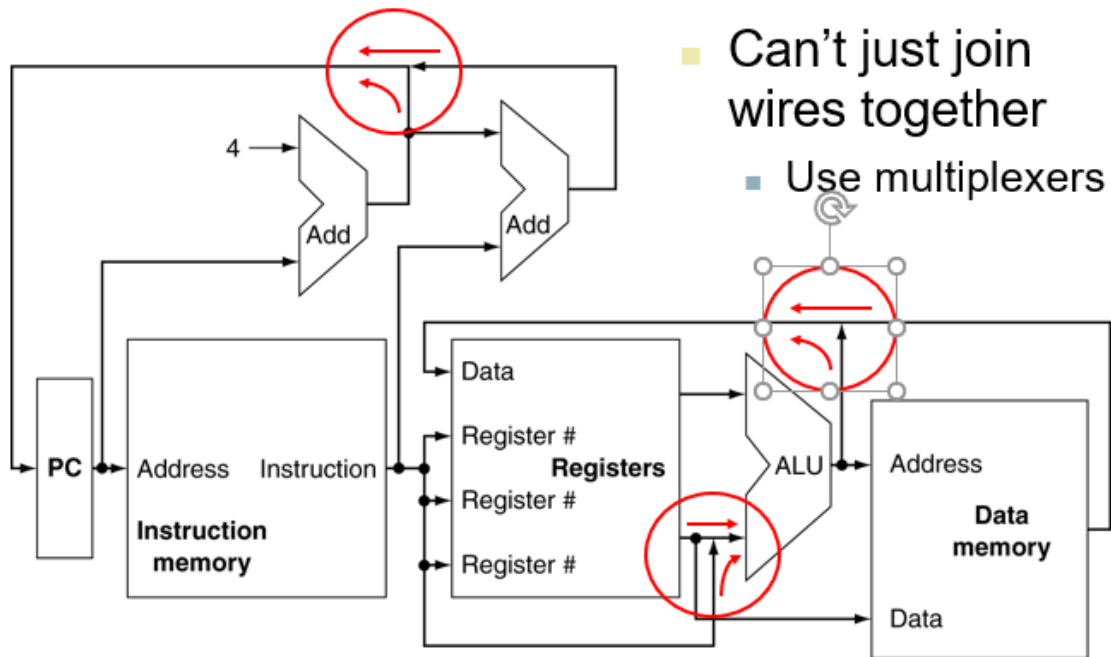 Can't just join
wires together
Use multiplexers
4
Add
Add
PC
Address
Instruction
Instruction
memory
Data
Register #
Registers
Register #
Register #
ALU
Address
Data
memory
Data